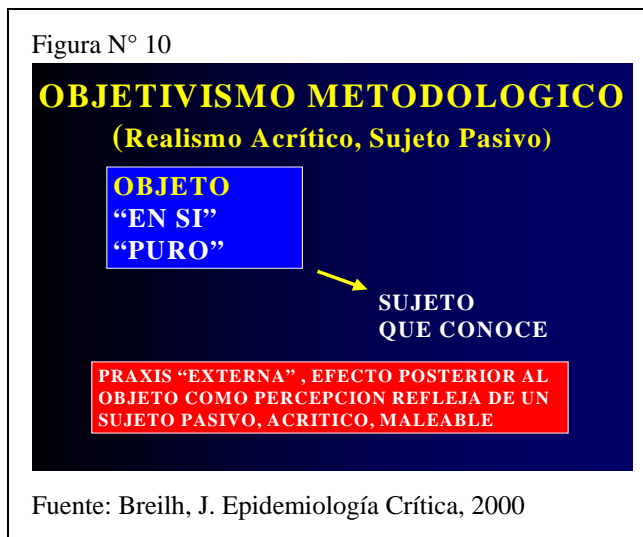 Figura N° 10
OBJETIVISMO METODOLOGICO
(Realismo Acrítico, Sujeto Pasivo)
OBJETO
“EN SI”
“PURO”
SUJETO
QUE CONOCE
PRAXIS “EXTERNA” , EFECTO POSTERIOR AL
OBJETO COMO PERCEPCION REFLEJA DE UN
SUJETO PASIVO, ACRITICO, MALEABLE
Fuente: Breilh, J. Epidemiología Crítica, 2000